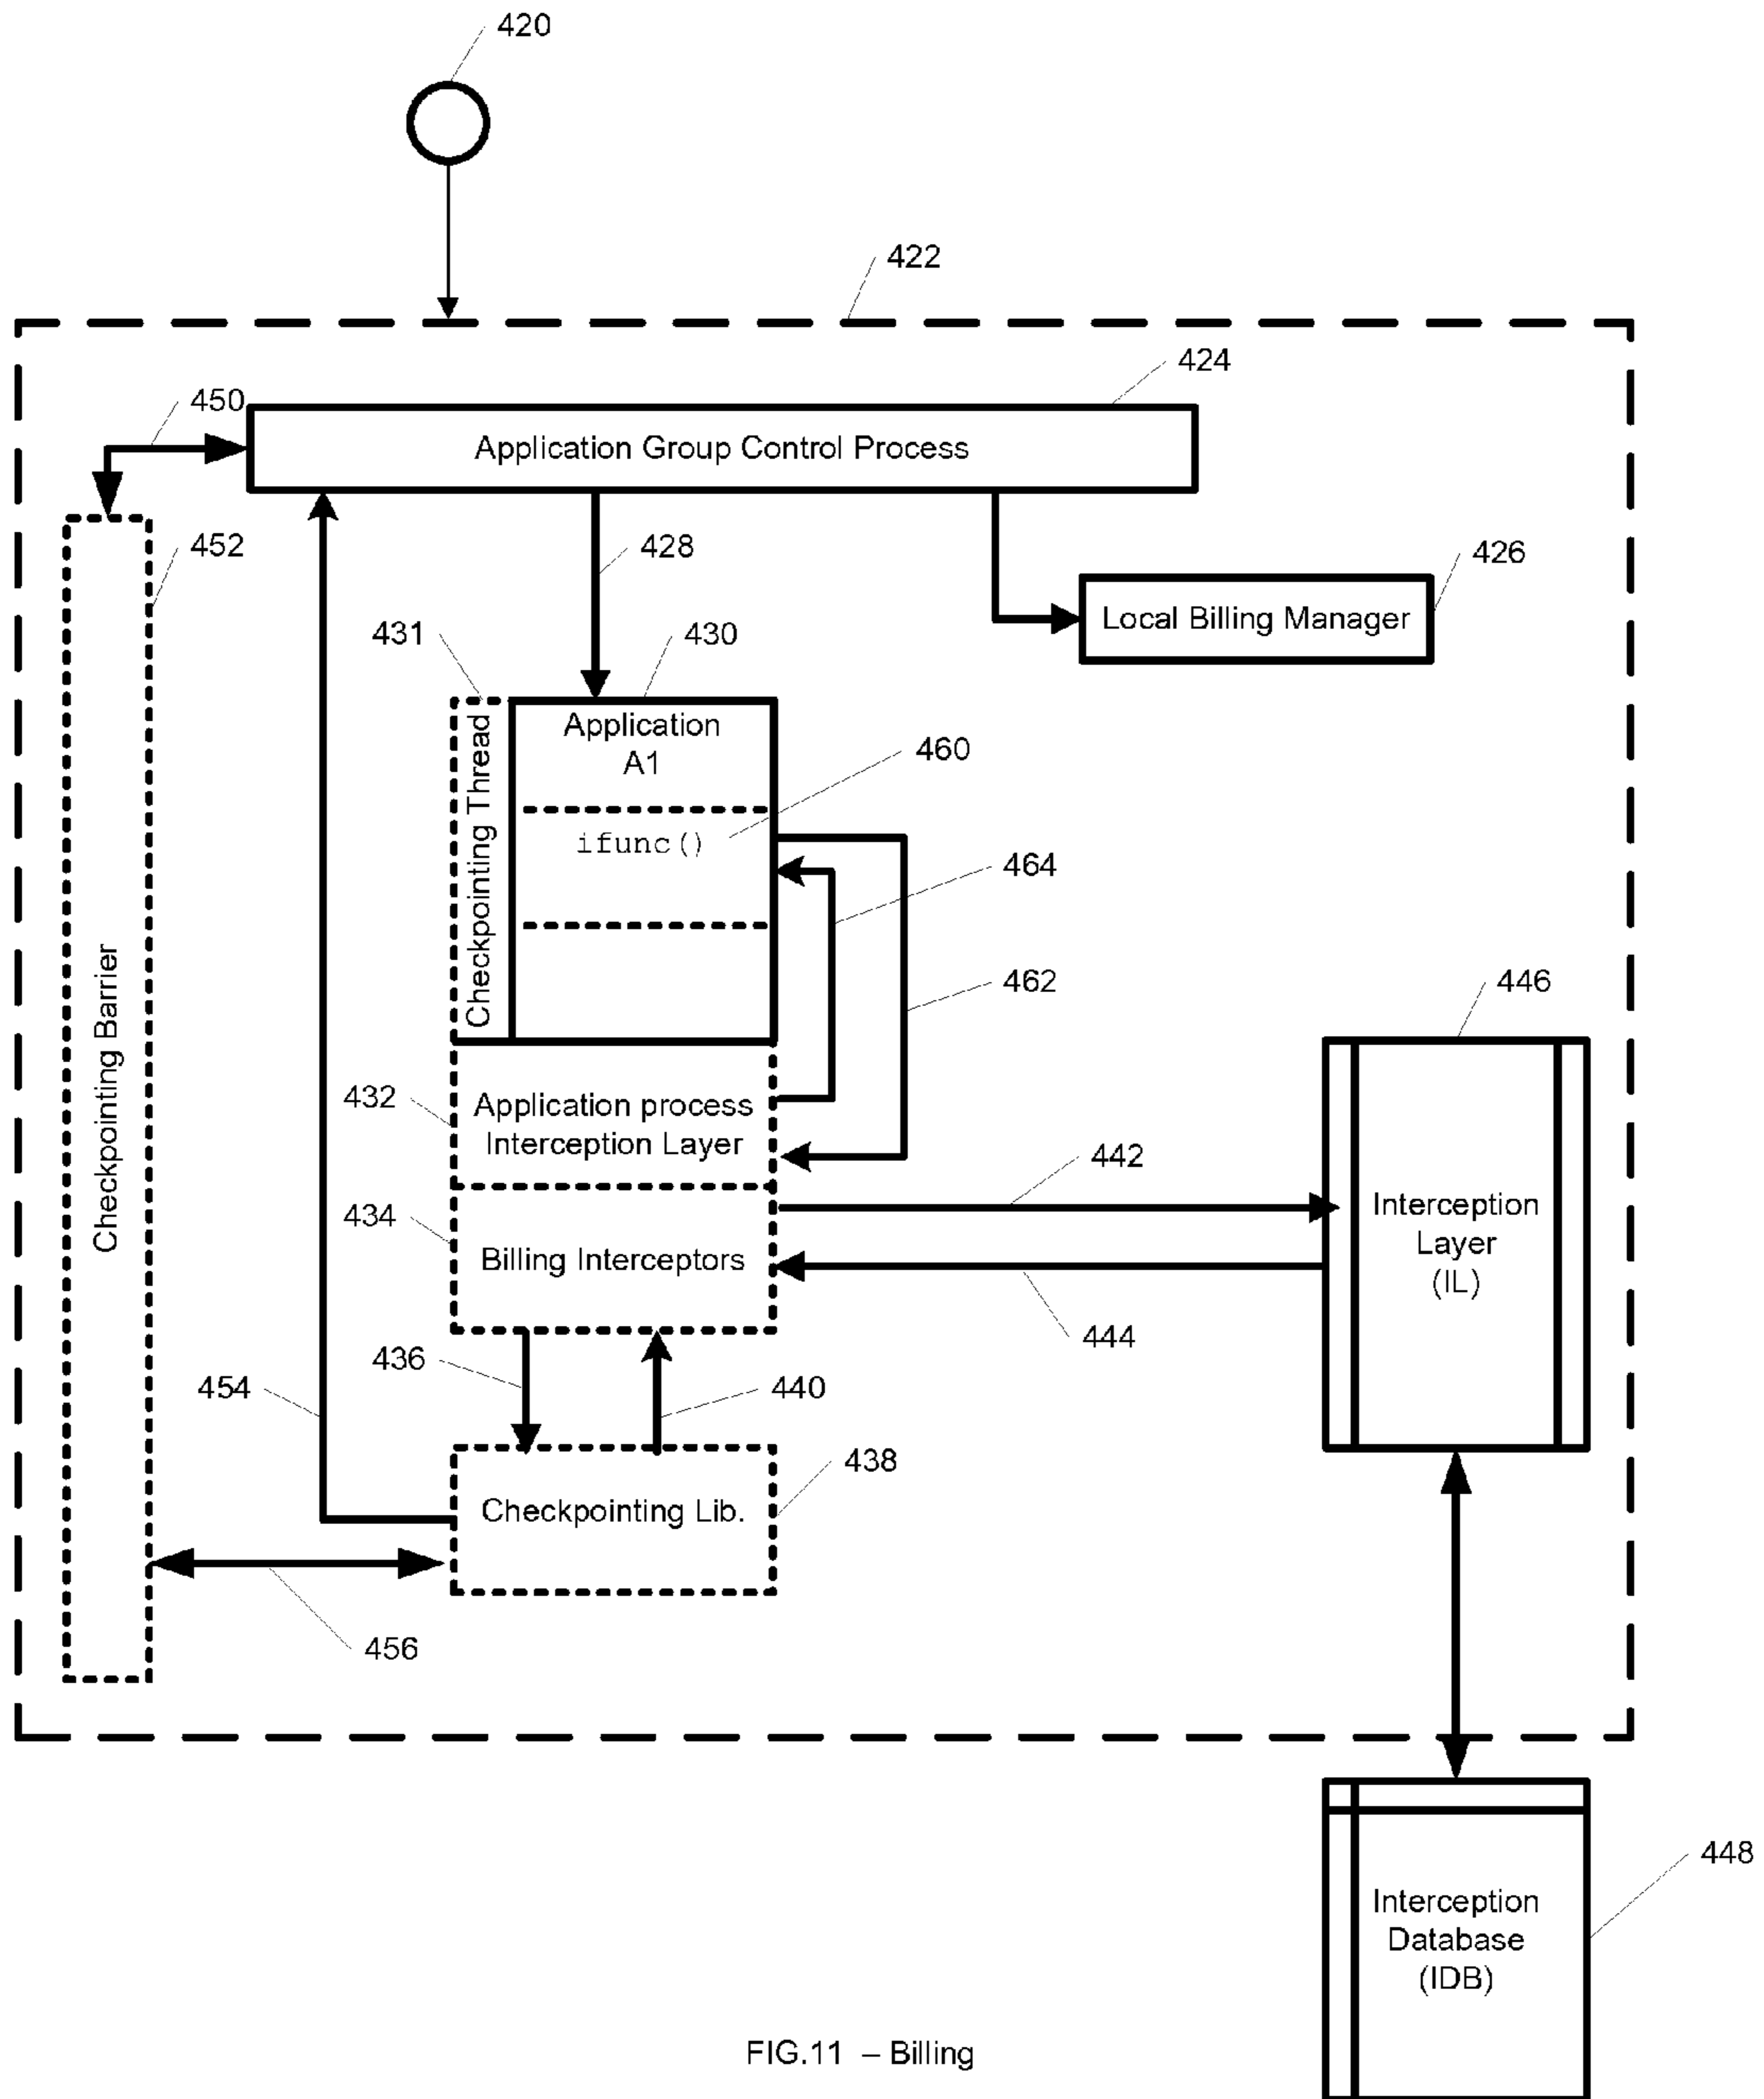 420
422
424
450
Application Group Control Process
452
428
426
Local Billing Manager
431
430
Checkpointing Thread
Application
A1
460
ifunc()
464
462
446
Checkpointing Barrier
432
Application process
Interception Layer
442
434
Billing Interceptors
Interception
Layer
(IL)
444
436
454
440
438
Checkpointing Lib.
456
448
Interception
Database
(IDB)
FIG.11 – Billing